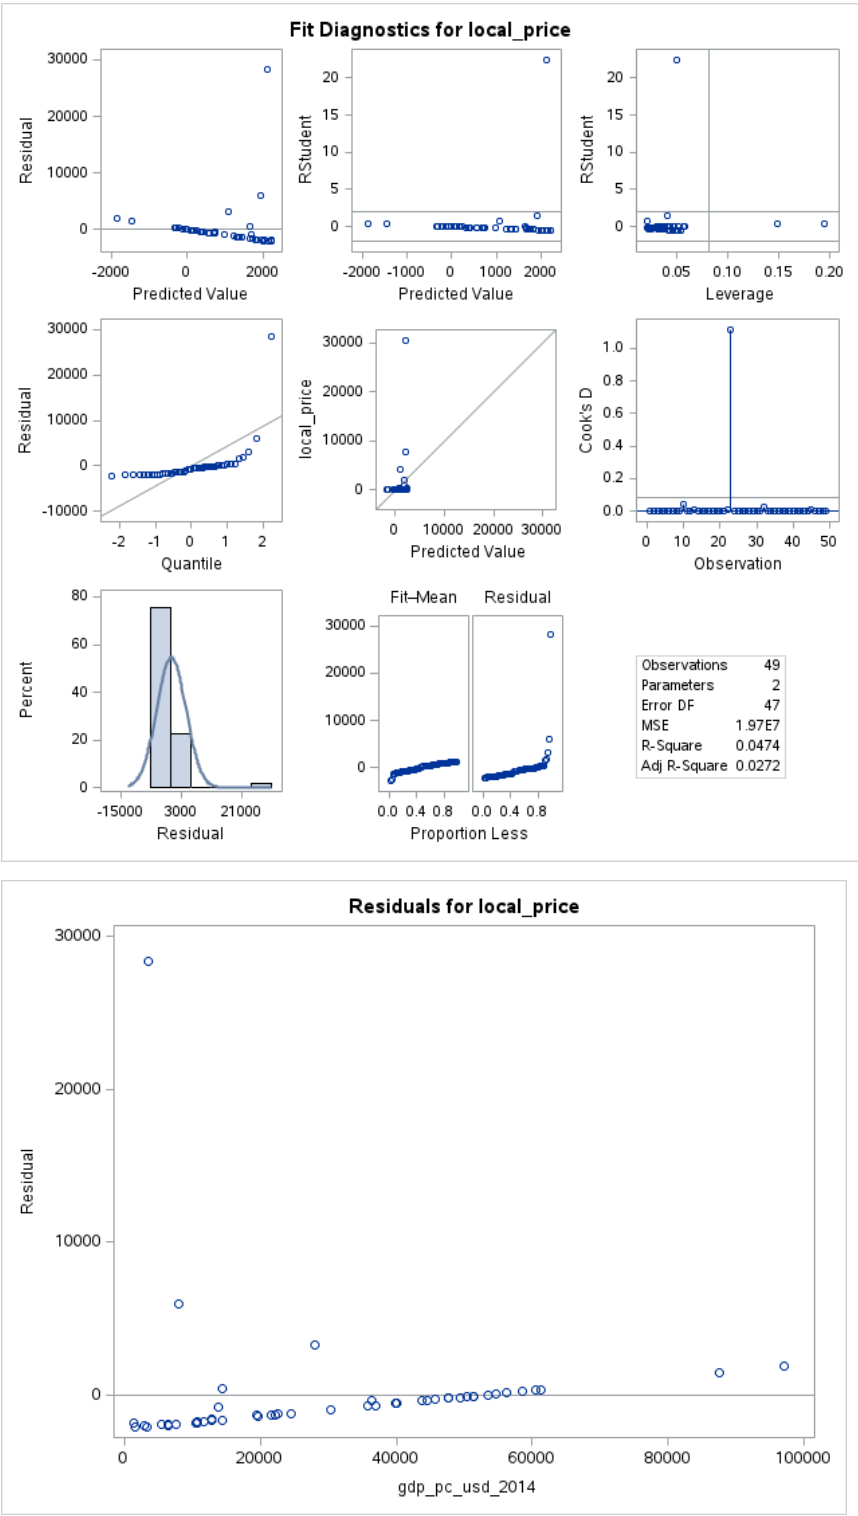 Fit Diagnostics for local_price
30000
20000
10000
0
Residual
-2000 0 2000
Predicted Value
20
15
10
5
0
RStudent
-2000 -1000 0 1000 2000
Predicted Value
20
15
10
5
0
RStudent
0.05 0.10 0.15 0.20
Leverage
30000
20000
10000
0
-10000
Residual
-2 -1 0 1 2
Quantile
30000
20000
10000
0
local_price
0 10000 20000 30000
Predicted Value
1.0
0.8
0.6
0.4
0.2
0.0
Cook's D
0 10 20 30 40 50
Observation
80
60
40
20
0
Percent
-15000 3000 21000
Residual
Fit–Mean Residual
30000
20000
10000
0
0.0 0.4 0.8 0.0 0.4 0.8
Proportion Less
Observations 49
Parameters 2
Error DF 47
MSE 1.97E7
R-Square 0.0474
Adj R-Square 0.0272
Residuals for local_price
30000
20000
10000
0
Residual
0 20000 40000 60000 80000 100000
gdp_pc_usd_2014